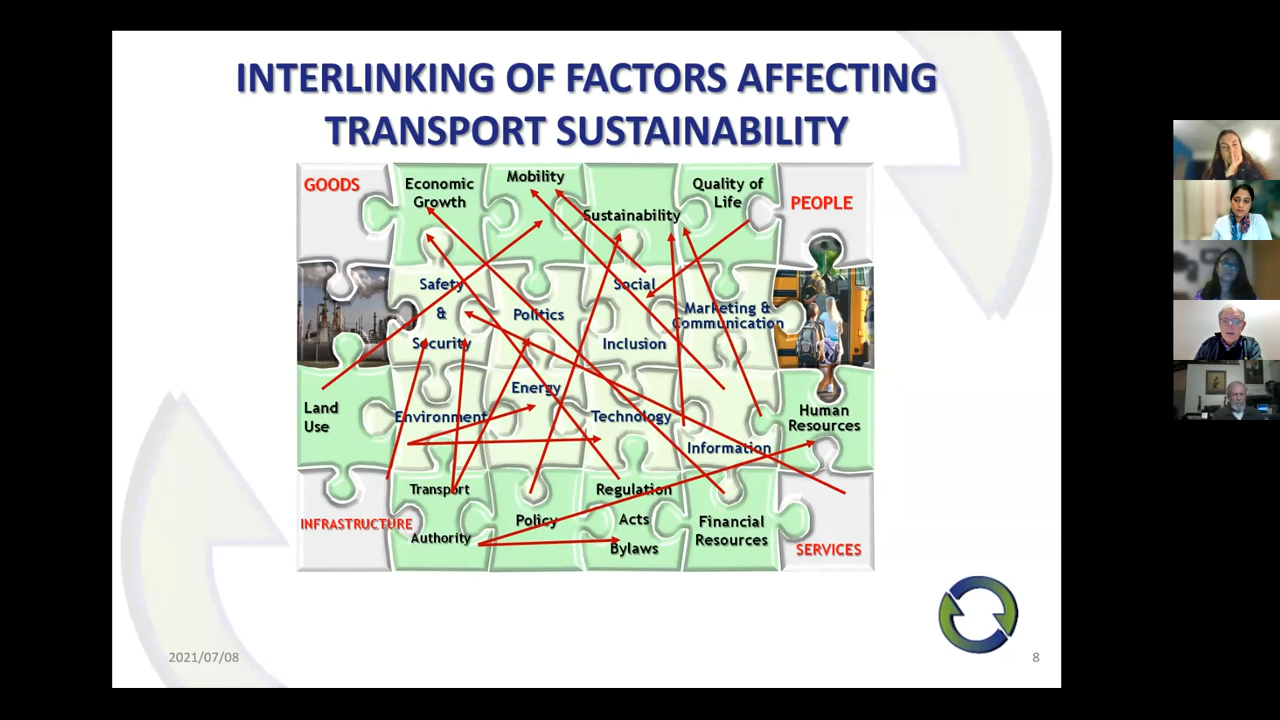 INTERLINKING OF FACTORS AFFECTING
TRANSPORT SUSTAINABILITY
GOODS
Economic
Growth
Mobility
Sustainability
Quality of
Life
PEOPLE
Safety
&
Security
Politics
Social
Inclusion
Marketing &
Communication
Land
Use
Environment
Energy
Technology
Information
Human
Resources
INFRASTRUCTURE
Transport
Authority
Policy
Regulation
Acts
Bylaws
Financial
Resources
SERVICES
2021/07/08
8